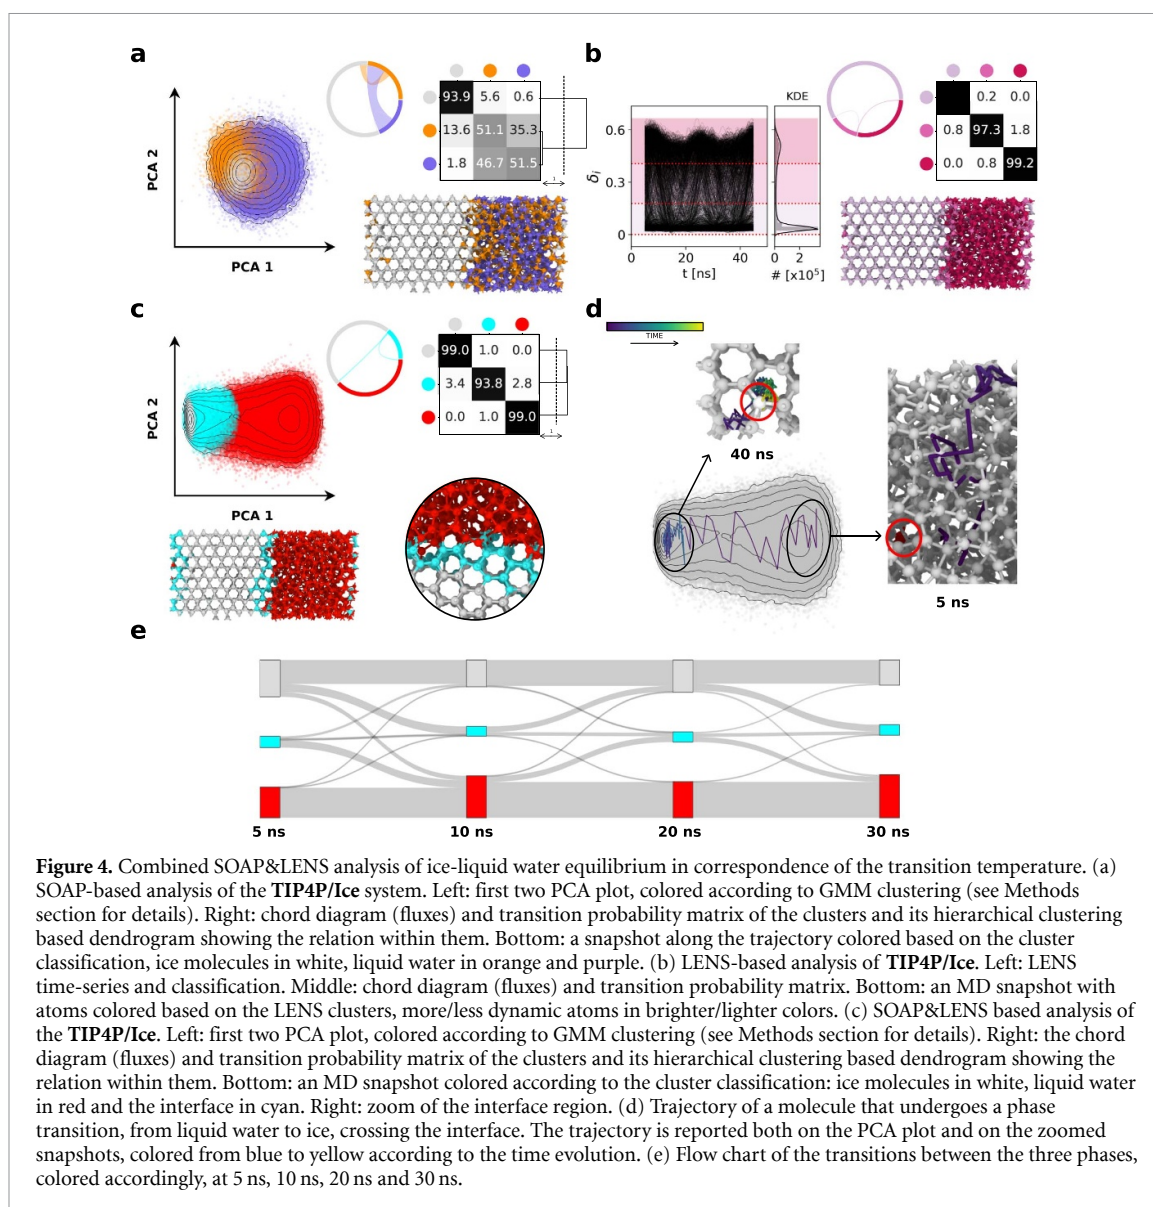 a
PCA 2
PCA 1
93.9 5.6 0.6
13.6 51.1 35.3
1.8 46.7 51.5
1
b
KDE
0.6
0.3
0
δi
20 40
t [ns]
0 2
# [x10⁵]
0.2 0.0
0.8 97.3 1.8
0.0 0.8 99.2
c
PCA 2
PCA 1
99.0 1.0 0.0
3.4 93.8 2.8
0.0 1.0 99.0
1
d
TIME
40 ns
5 ns
e
5 ns 10 ns 20 ns 30 ns
Figure 4. Combined SOAP&LENS analysis of ice-liquid water equilibrium in correspondence of the transition temperature. (a)
SOAP-based analysis of the TIP4P/Ice system. Left: first two PCA plot, colored according to GMM clustering (see Methods
section for details). Right: chord diagram (fluxes) and transition probability matrix of the clusters and its hierarchical clustering
based dendrogram showing the relation within them. Bottom: a snapshot along the trajectory colored based on the cluster
classification, ice molecules in white, liquid water in orange and purple. (b) LENS-based analysis of TIP4P/Ice. Left: LENS
time-series and classification. Middle: chord diagram (fluxes) and transition probability matrix. Bottom: an MD snapshot with
atoms colored based on the LENS clusters, more/less dynamic atoms in brighter/lighter colors. (c) SOAP&LENS based analysis of
the TIP4P/Ice. Left: first two PCA plot, colored according to GMM clustering (see Methods section for details). Right: the chord
diagram (fluxes) and transition probability matrix of the clusters and its hierarchical clustering based dendrogram showing the
relation within them. Bottom: an MD snapshot colored according to the cluster classification: ice molecules in white, liquid water
in red and the interface in cyan. Right: zoom of the interface region. (d) Trajectory of a molecule that undergoes a phase
transition, from liquid water to ice, crossing the interface. The trajectory is reported both on the PCA plot and on the zoomed
snapshots, colored from blue to yellow according to the time evolution. (e) Flow chart of the transitions between the three phases,
colored accordingly, at 5 ns, 10 ns, 20 ns and 30 ns.